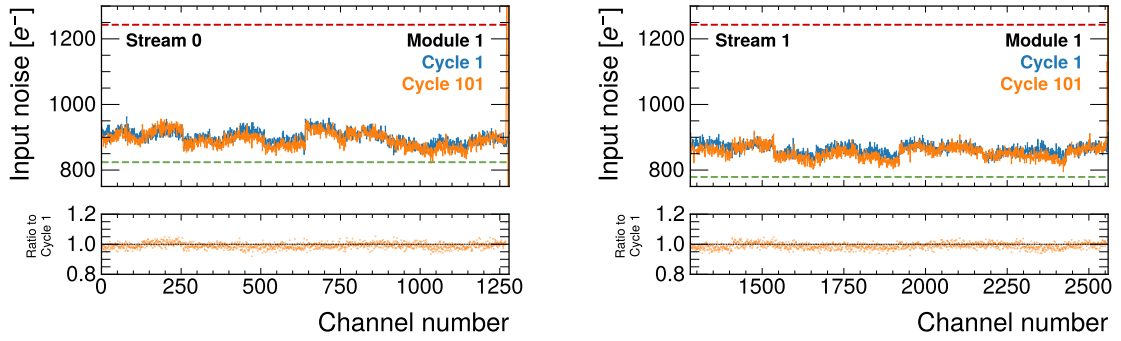 Input noise [e⁻]
1200
1000
800
Stream 0
Module 1
Cycle 1
Cycle 101
Ratio to
Cycle 1
1.2
1.0
0.8
0 250 500 750 1000 1250
Channel number
Input noise [e⁻]
1200
1000
800
Stream 1
Module 1
Cycle 1
Cycle 101
Ratio to
Cycle 1
1.2
1.0
0.8
1500 1750 2000 2250 2500
Channel number